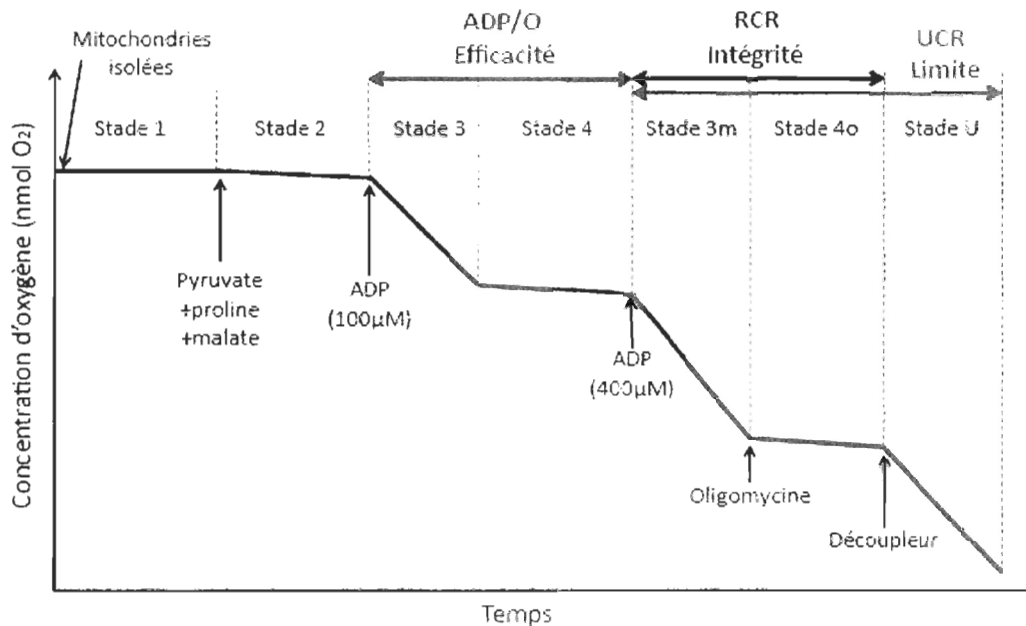 Mitochondries
isolées
ADP/O
Efficacité
RCR
Intégrité
UCR
Limite
Stade 1
Stade 2
Stade 3
Stade 4
Stade 3m
Stade 4o
Stade U
Concentration d'oxygène (nmol O₂)
Pyruvate
+proline
+malate
ADP
(100µM)
ADP
(400µM)
Oligomycine
Découpleur
Temps